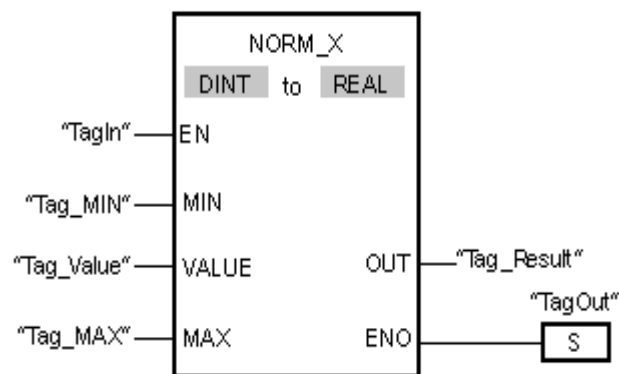 NORM_X
DINT to REAL
"TagIn" EN
"Tag_MIN" MIN
"Tag_Value" VALUE OUT "Tag_Result"
"TagOut"
"Tag_MAX" MAX ENO S